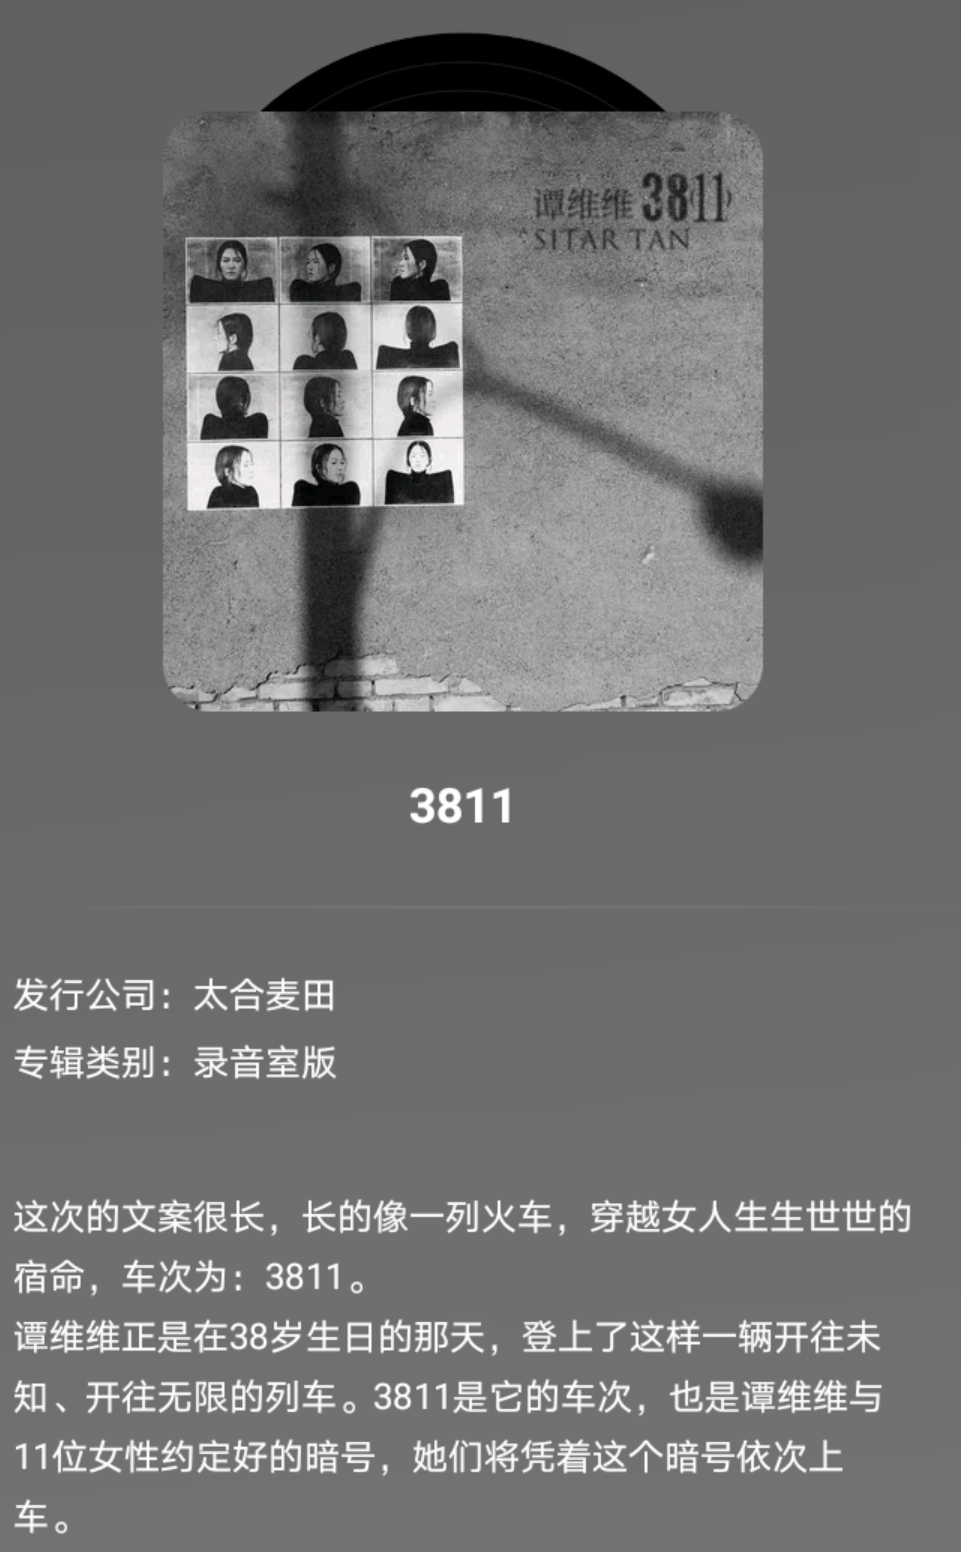 谭维维 3811
SITAR TAN
3811
发行公司：太合麦田
专辑类别：录音室版
这次的文案很长，长的像一列火车，穿越女人生生世世的
宿命，车次为：3811。
谭维维正是在38岁生日的那天，登上了这样一辆开往未
知、开往无限的列车。3811是它的车次，也是谭维维与
11位女性约定好的暗号，她们将凭着这个暗号依次上
车。